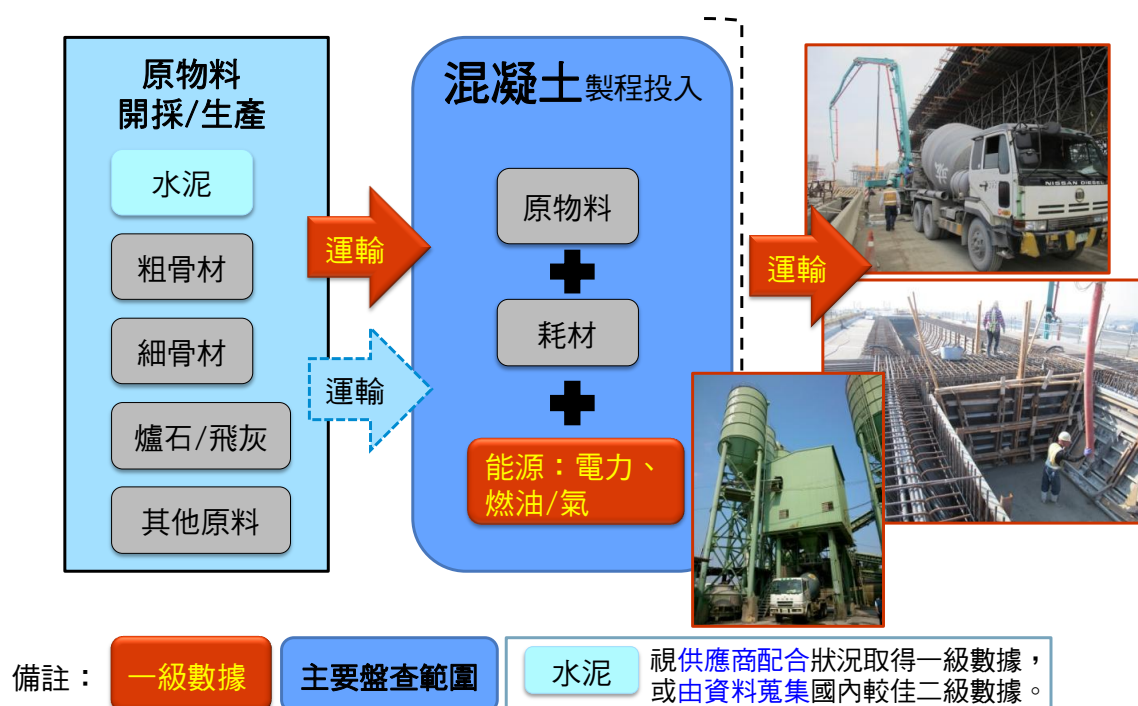 原物料
開採/生產
水泥
粗骨材
細骨材
爐石/飛灰
其他原料
運輸
運輸
混凝土製程投入
原物料
耗材
能源：電力、
燃油/氣
運輸
NISSAN DIESEL
備註：
一級數據
主要盤查範圍
水泥
視供應商配合狀況取得一級數據，
或由資料蒐集國內較佳二級數據。